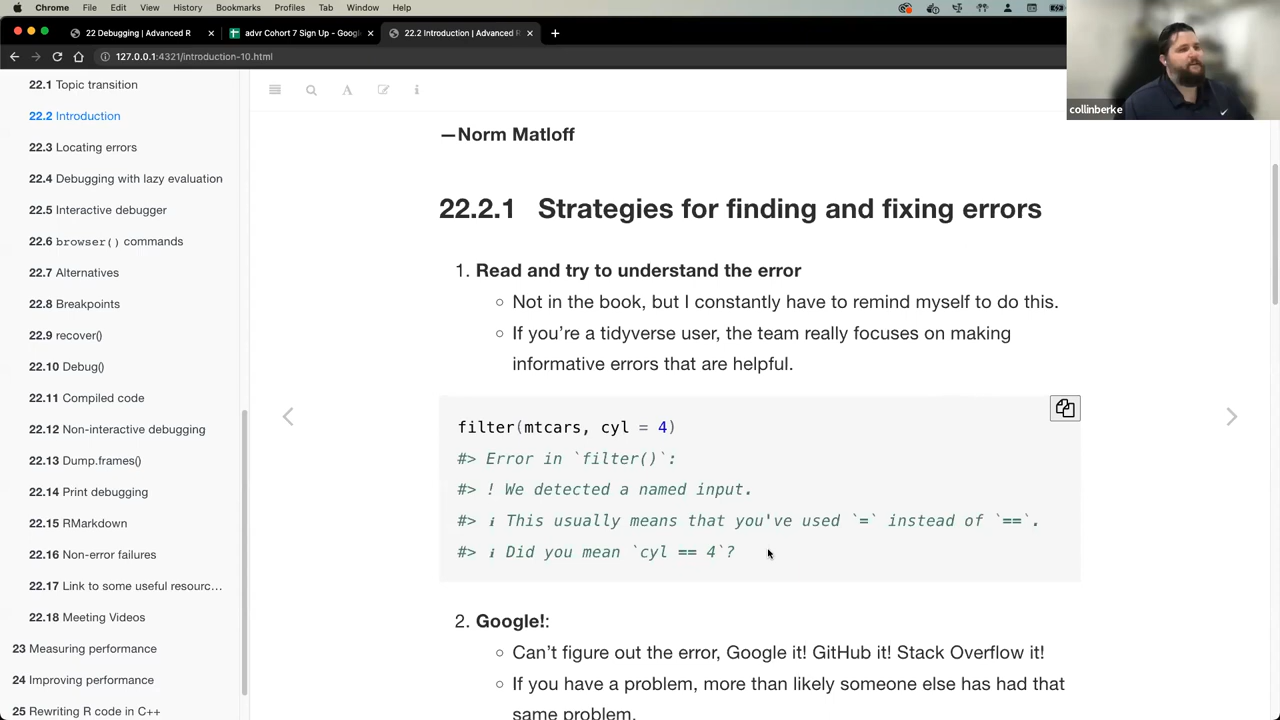 Chrome File Edit View History Bookmarks Profiles Tab Window Help
22 Debugging | Advanced R
advr Cohort 7 Sign Up - Googl
22.2 Introduction | Advanced R
127.0.0.1:4321/introduction-10.html
collinberke
22.1 Topic transition
22.2 Introduction
22.3 Locating errors
22.4 Debugging with lazy evaluation
22.5 Interactive debugger
22.6 browser() commands
22.7 Alternatives
22.8 Breakpoints
22.9 recover()
22.10 Debug()
22.11 Compiled code
22.12 Non-interactive debugging
22.13 Dump.frames()
22.14 Print debugging
22.15 RMarkdown
22.16 Non-error failures
22.17 Link to some useful resourc…
22.18 Meeting Videos
23 Measuring performance
24 Improving performance
25 Rewriting R code in C++
—Norm Matloff
22.2.1 Strategies for finding and fixing errors
1. Read and try to understand the error
○ Not in the book, but I constantly have to remind myself to do this.
○ If you’re a tidyverse user, the team really focuses on making
informative errors that are helpful.
filter(mtcars, cyl = 4)
#> Error in `filter()`:
#> ! We detected a named input.
#> ℹ This usually means that you've used `=` instead of `==`.
#> ℹ Did you mean `cyl == 4`?
2. Google!:
○ Can’t figure out the error, Google it! GitHub it! Stack Overflow it!
○ If you have a problem, more than likely someone else has had that
same problem.